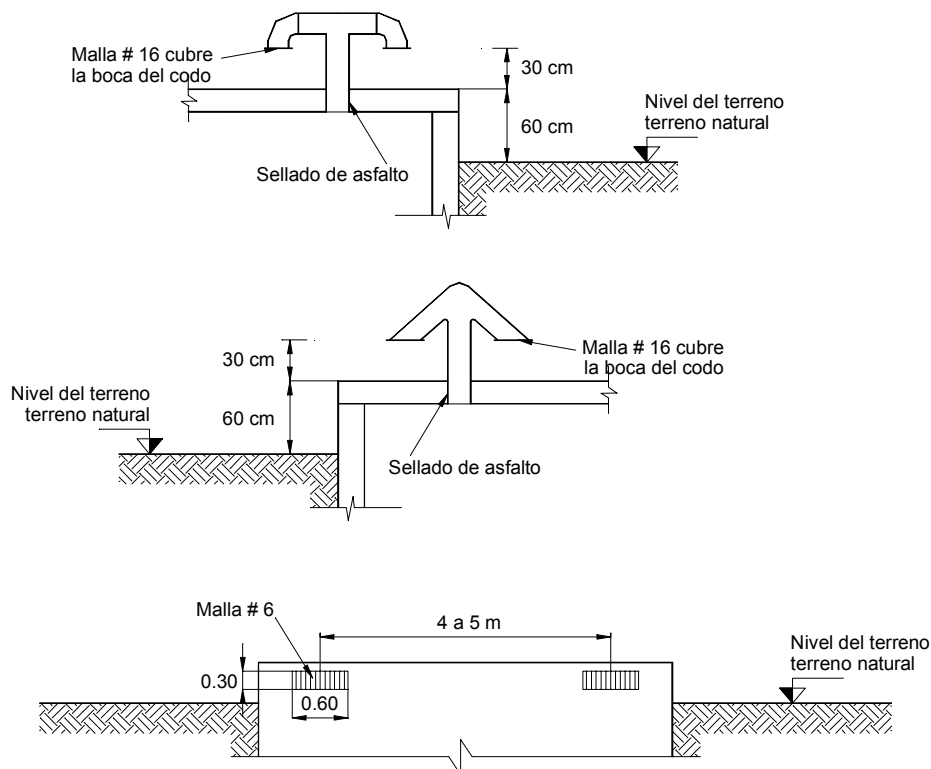 Malla # 16 cubre
la boca del codo
30 cm
60 cm
Nivel del terreno
terreno natural
Sellado de asfalto
30 cm
60 cm
Malla # 16 cubre
la boca del codo
Nivel del terreno
terreno natural
Sellado de asfalto
Malla # 6
4 a 5 m
Nivel del terreno
terreno natural
0.30
0.60